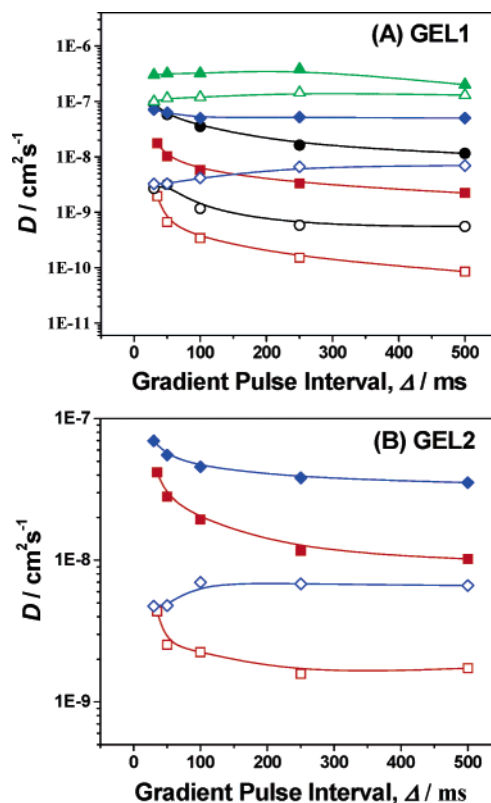 (A) GEL1
1E-6
1E-7
1E-8
1E-9
1E-10
1E-11
D / cm²s⁻¹
0 100 200 300 400 500
Gradient Pulse Interval, Δ / ms
(B) GEL2
1E-7
1E-8
1E-9
D / cm²s⁻¹
0 100 200 300 400 500
Gradient Pulse Interval, Δ / ms